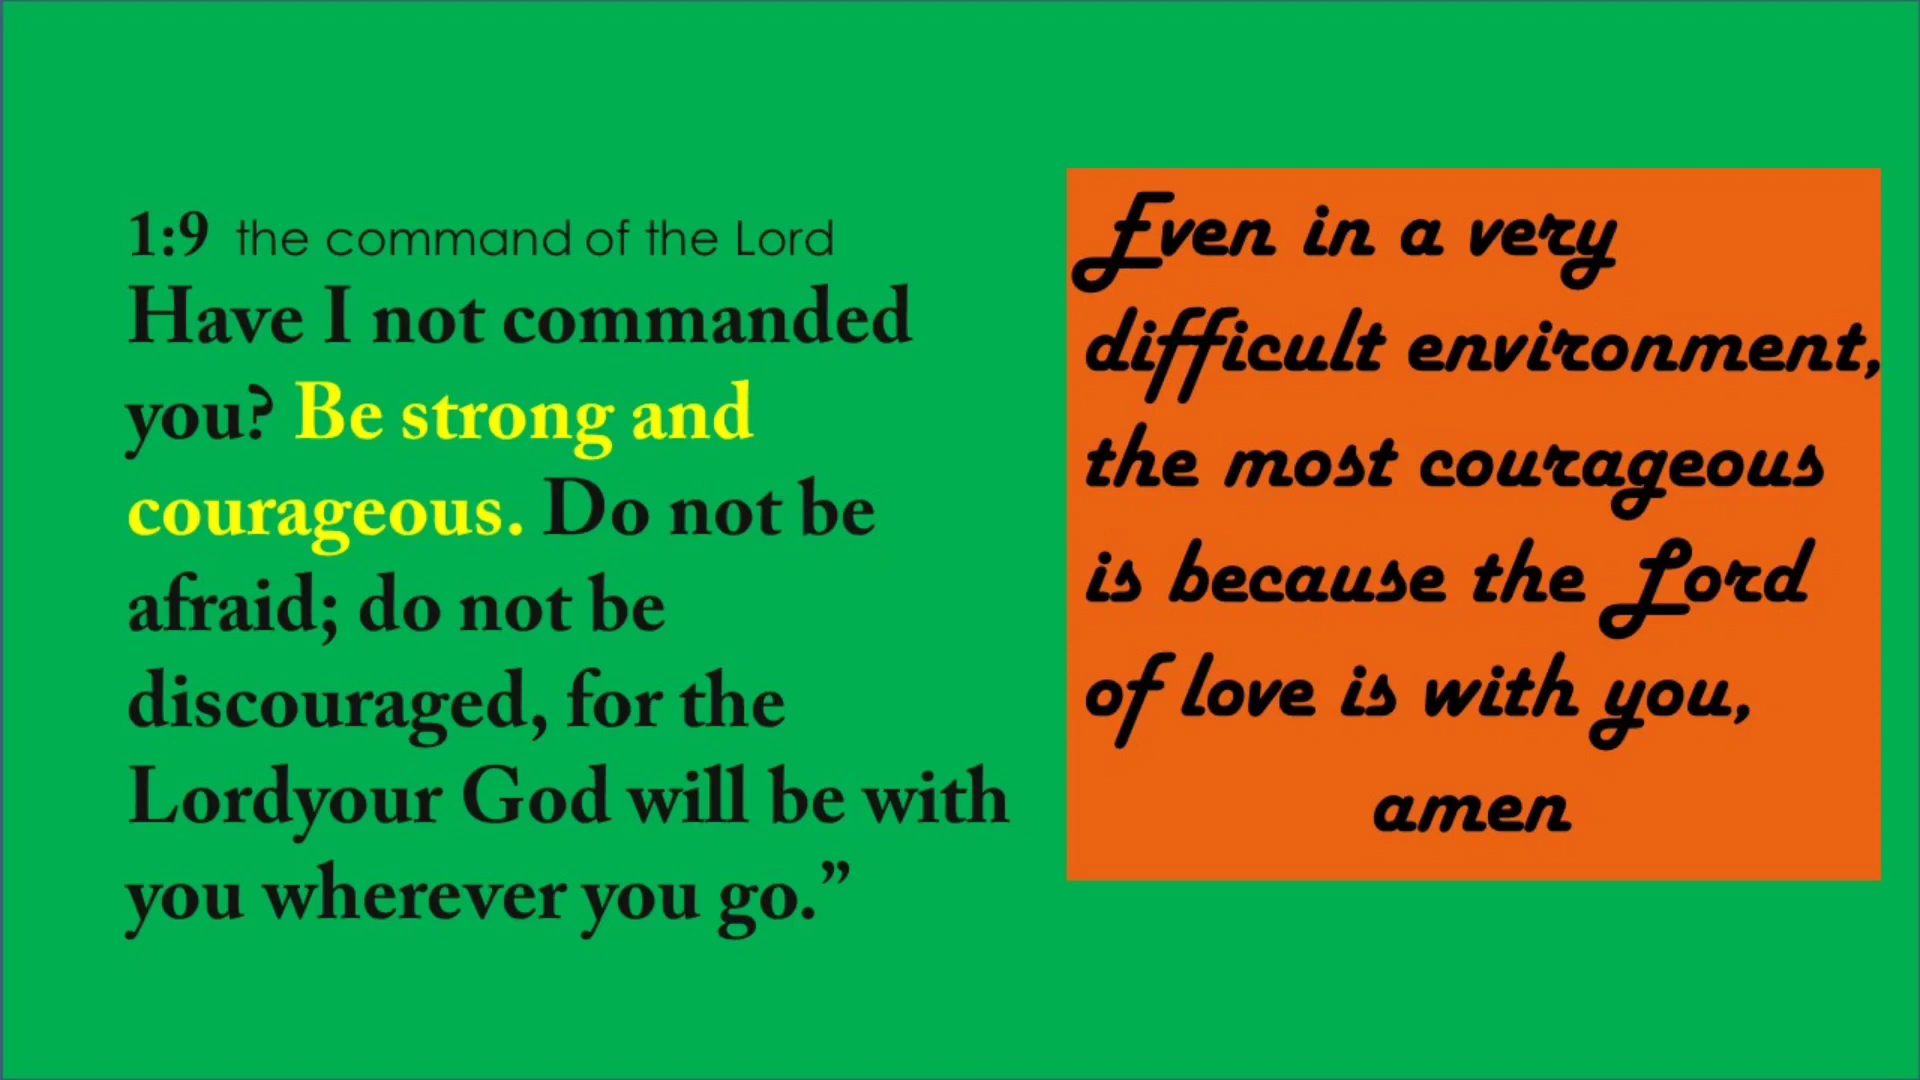 1:9 the command of the Lord
Have I not commanded
you? Be strong and
courageous. Do not be
afraid; do not be
discouraged, for the
Lordyour God will be with
you wherever you go.”
Even in a very
difficult environment,
the most courageous
is because the Lord
of love is with you,
amen